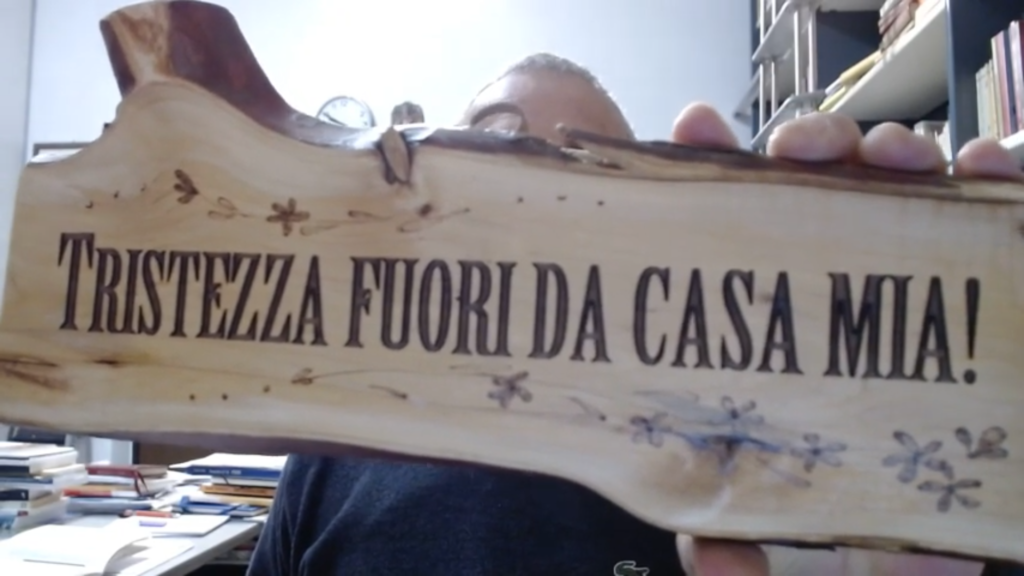 TRISTEZZA FUORI DA CASA MIA!